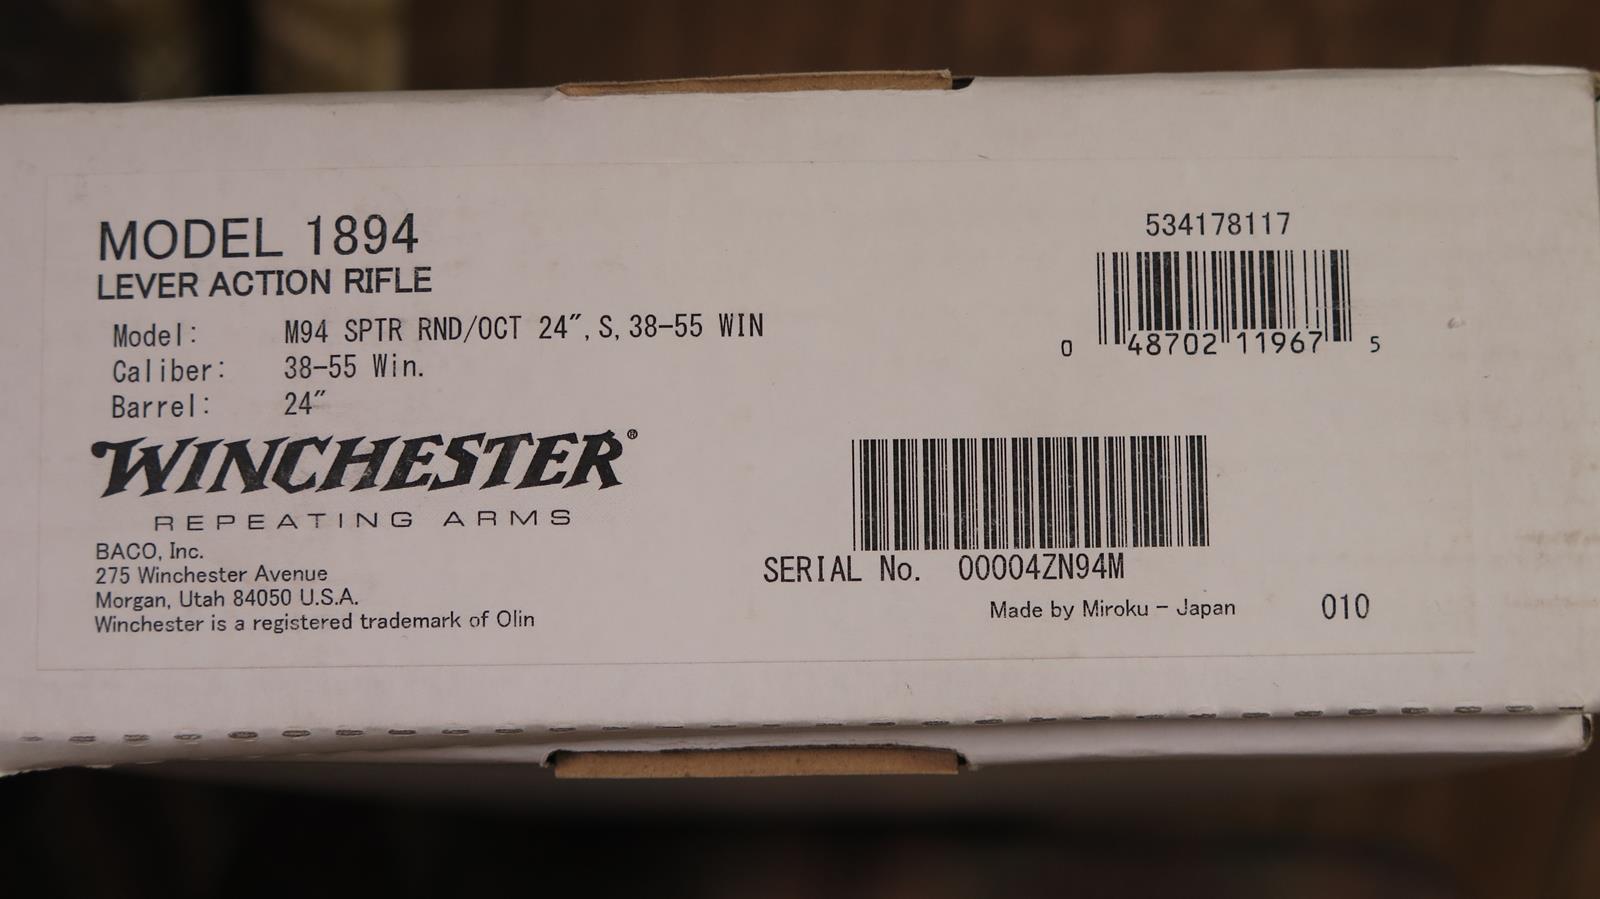 MODEL 1894
LEVER ACTION RIFLE
Model: M94 SPTR RND/OCT 24", S, 38-55 WIN
Caliber: 38-55 Win.
Barrel: 24"
WINCHESTER®
REPEATING ARMS
BACO, Inc.
275 Winchester Avenue
Morgan, Utah 84050 U.S.A.
Winchester is a registered trademark of Olin
534178117
0 48702 11967 5
SERIAL No. 00004ZN94M
Made by Miroku - Japan 010